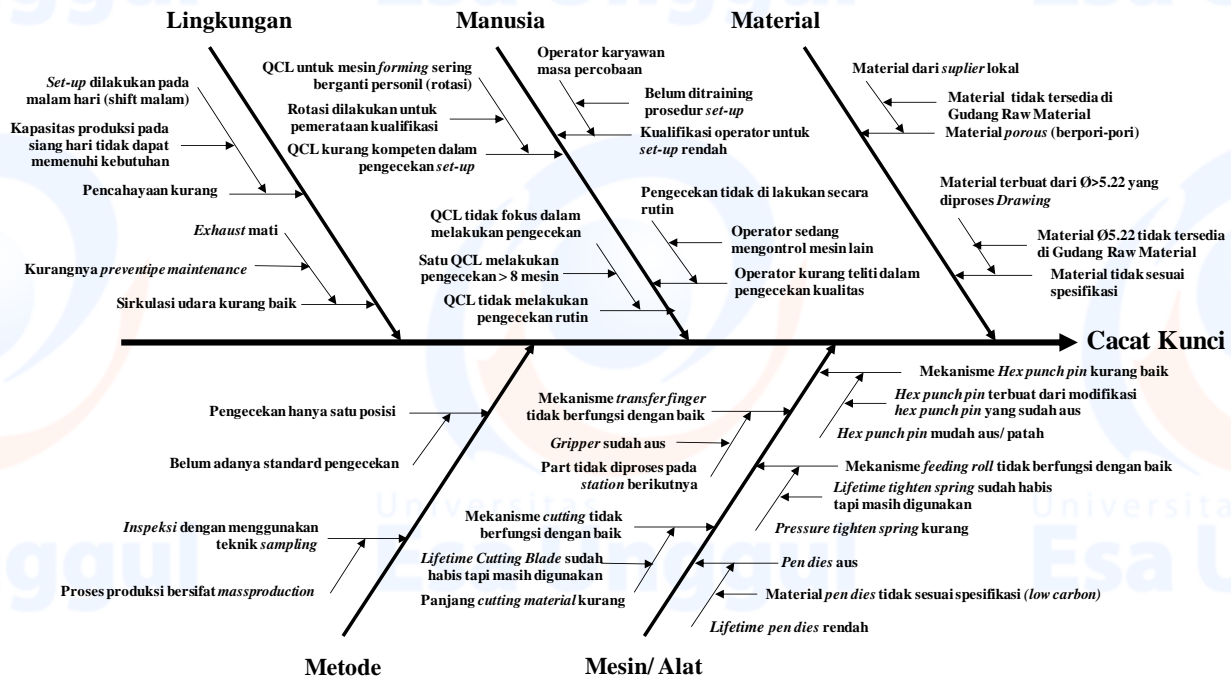 Lingkungan
Manusia
Material
Set-up dilakukan pada
malam hari (shift malam)
Kapasitas produksi pada
siang hari tidak dapat
memenuhi kebutuhan
Pencahayaan kurang
Exhaust mati
Kurangnya preventipe maintenance
Sirkulasi udara kurang baik
QCL untuk mesin forming sering
berganti personil (rotasi)
Rotasi dilakukan untuk
pemerataan kualifikasi
QCL kurang kompeten dalam
pengecekan set-up
Operator karyawan
masa percobaan
Belum ditraining
prosedur set-up
Kualifikasi operator untuk
set-up rendah
QCL tidak fokus dalam
melakukan pengecekan
Satu QCL melakukan
pengecekan > 8 mesin
QCL tidak melakukan
pengecekan rutin
Pengecekan tidak di lakukan secara
rutin
Operator sedang
mengontrol mesin lain
Operator kurang teliti dalam
pengecekan kualitas
Material dari suplier lokal
Material tidak tersedia di
Gudang Raw Material
Material porous (berpori-pori)
Material terbuat dari Ø>5.22 yang
diproses Drawing
Material Ø5.22 tidak tersedia
di Gudang Raw Material
Material tidak sesuai
spesifikasi
Cacat Kunci
Pengecekan hanya satu posisi
Belum adanya standard pengecekan
Inspeksi dengan menggunakan
teknik sampling
Proses produksi bersifat massproduction
Mekanisme transfer finger
tidak berfungsi dengan baik
Gripper sudah aus
Part tidak diproses pada
station berikutnya
Mekanisme cutting tidak
berfungsi dengan baik
Lifetime Cutting Blade sudah
habis tapi masih digunakan
Panjang cutting material kurang
Mekanisme Hex punch pin kurang baik
Hex punch pin terbuat dari modifikasi
hex punch pin yang sudah aus
Hex punch pin mudah aus/ patah
Mekanisme feeding roll tidak berfungsi dengan baik
Lifetime tighten spring sudah habis
tapi masih digunakan
Pressure tighten spring kurang
Pen dies aus
Material pen dies tidak sesuai spesifikasi (low carbon)
Lifetime pen dies rendah
Metode
Mesin/ Alat
Universitas
Esa Unggul
Universitas
Esa U
nggul